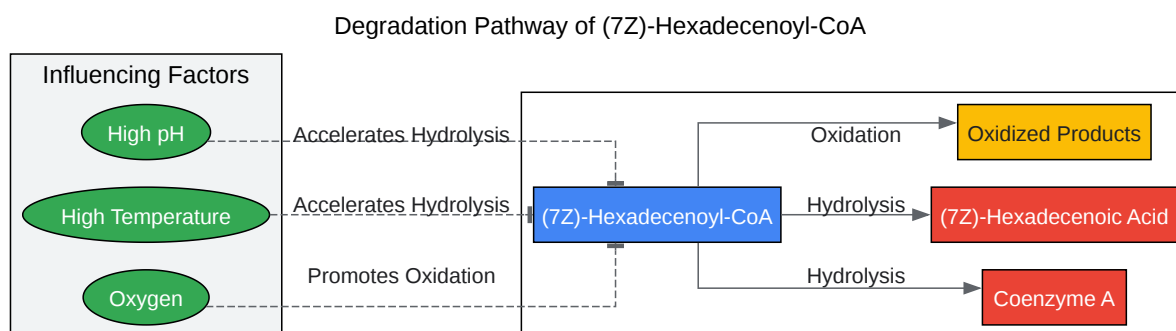 Degradation Pathway of (7Z)-Hexadecenoyl-CoA
Influencing Factors
High pH
Accelerates Hydrolysis
Oxidation
Oxidized Products
High Temperature
Accelerates Hydrolysis
(7Z)-Hexadecenoyl-CoA
Hydrolysis
(7Z)-Hexadecenoic Acid
Oxygen
Promotes Oxidation
Hydrolysis
Coenzyme A